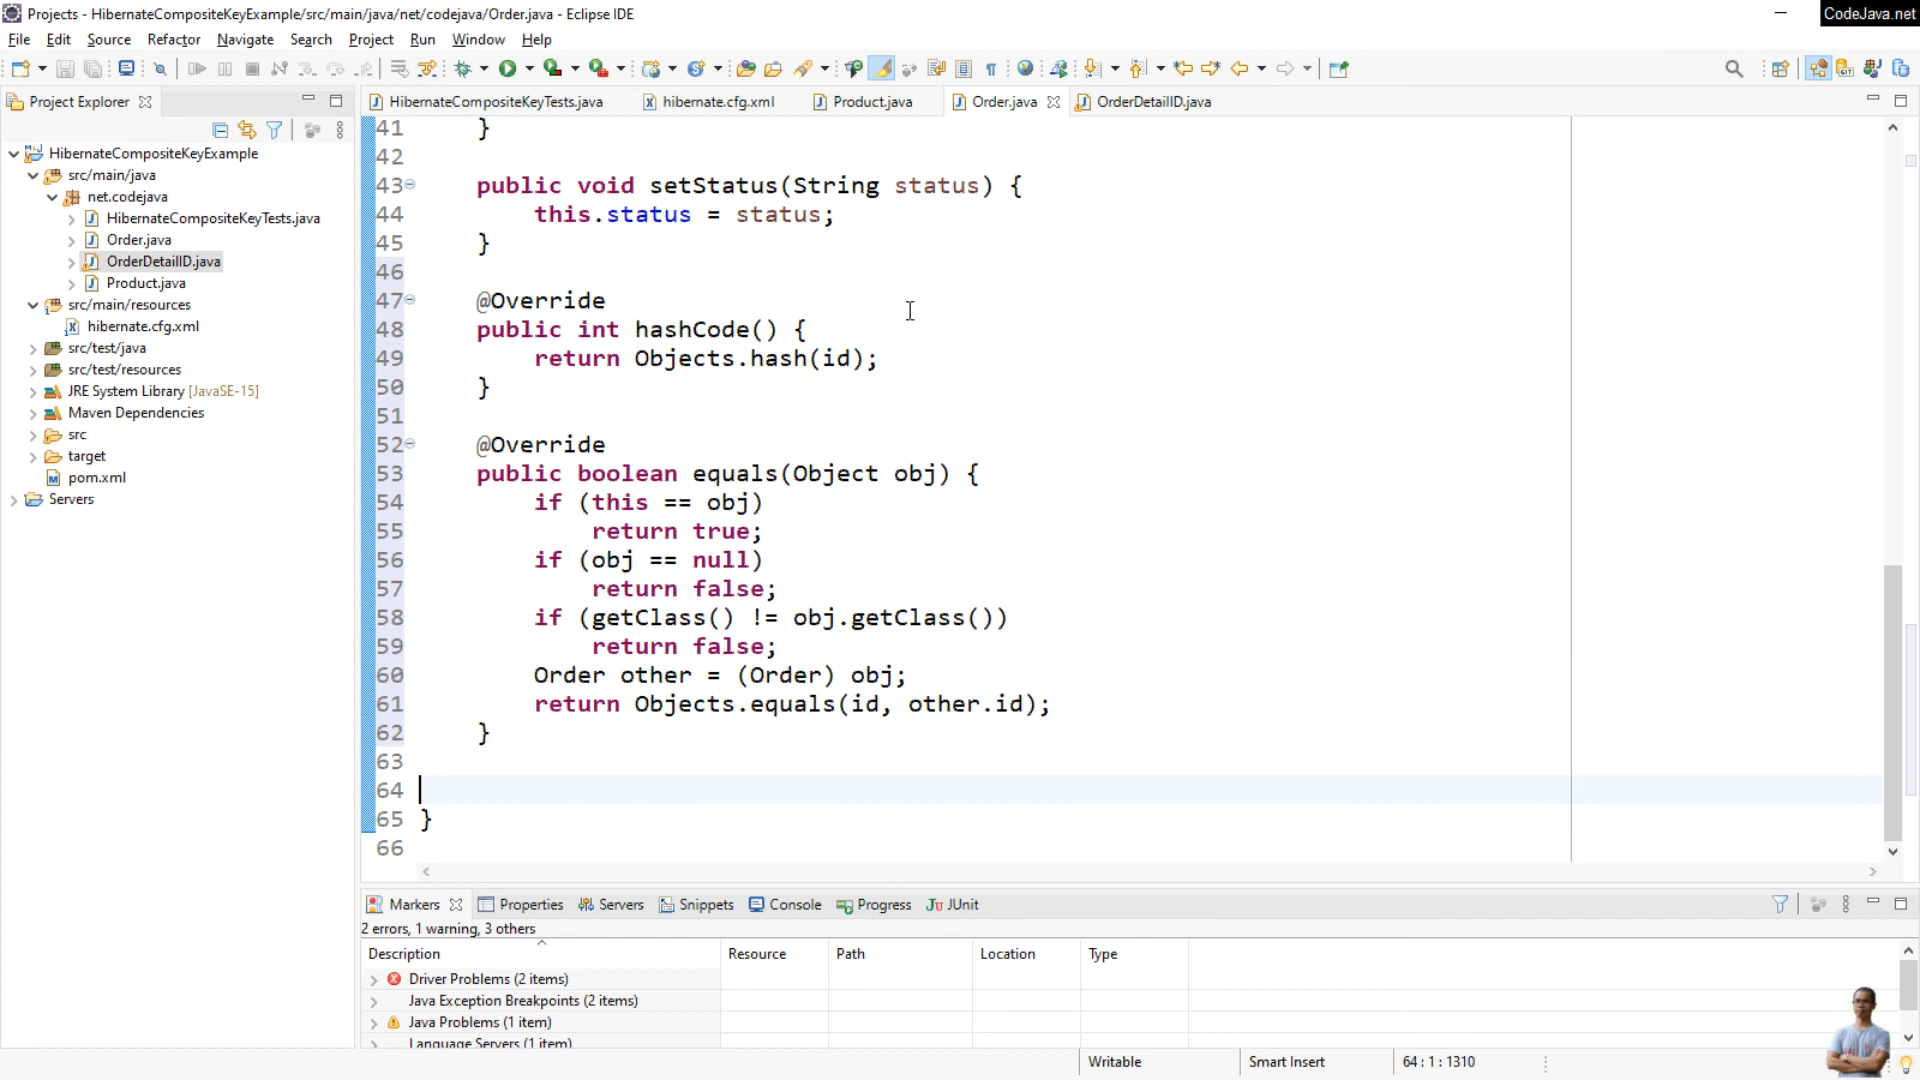 Projects - HibernateCompositeKeyExample/src/main/java/net/codejava/Order.java - Eclipse IDE
CodeJava.net
File Edit Source Refactor Navigate Search Project Run Window Help
Project Explorer
HibernateCompositeKeyTests.java hibernate.cfg.xml Product.java Order.java OrderDetailID.java
HibernateCompositeKeyExample
src/main/java
net.codejava
HibernateCompositeKeyTests.java
Order.java
OrderDetailID.java
Product.java
src/main/resources
hibernate.cfg.xml
src/test/java
src/test/resources
JRE System Library [JavaSE-15]
Maven Dependencies
src
target
pom.xml
Servers
41 }
42
43 public void setStatus(String status) {
44 this.status = status;
45 }
46
47 @Override
48 public int hashCode() {
49 return Objects.hash(id);
50 }
51
52 @Override
53 public boolean equals(Object obj) {
54 if (this == obj)
55 return true;
56 if (obj == null)
57 return false;
58 if (getClass() != obj.getClass())
59 return false;
60 Order other = (Order) obj;
61 return Objects.equals(id, other.id);
62 }
63
64
65 }
66
Markers Properties Servers Snippets Console Progress Ju JUnit
2 errors, 1 warning, 3 others
Description Resource Path Location Type
Driver Problems (2 items)
Java Exception Breakpoints (2 items)
Java Problems (1 item)
Language Servers (1 item)
Writable Smart Insert 64 : 1 : 1310